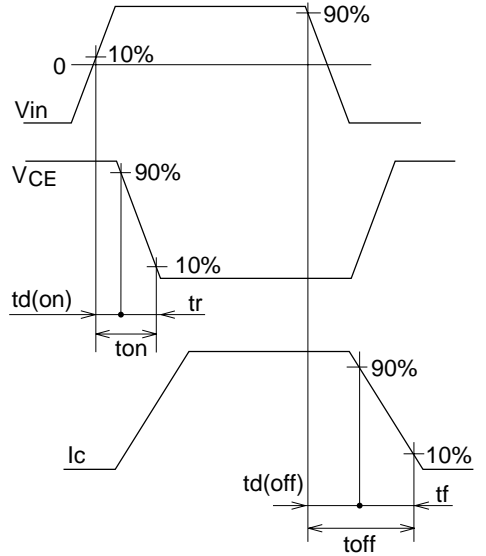 90%
10%
0
Vin
VCE
90%
10%
td(on)
tr
ton
90%
Ic
10%
td(off)
tf
toff